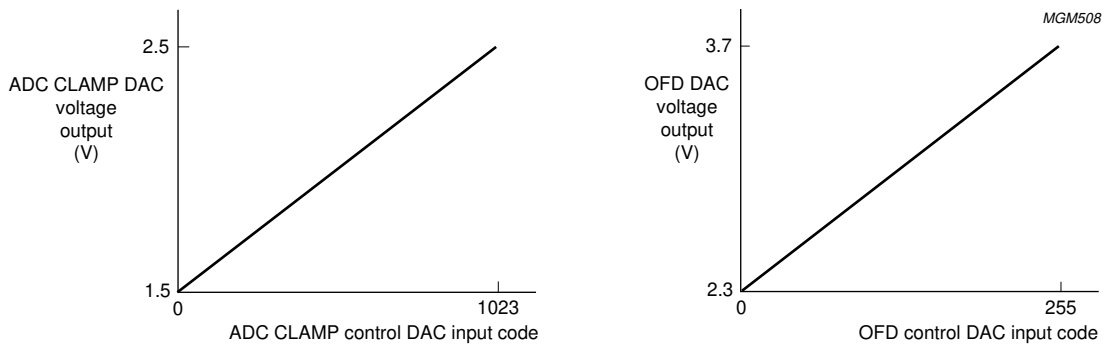 2.5
ADC CLAMP DAC
voltage
output
(V)
1.5
0
1023
ADC CLAMP control DAC input code
MGM508
3.7
OFD DAC
voltage
output
(V)
2.3
0
255
OFD control DAC input code